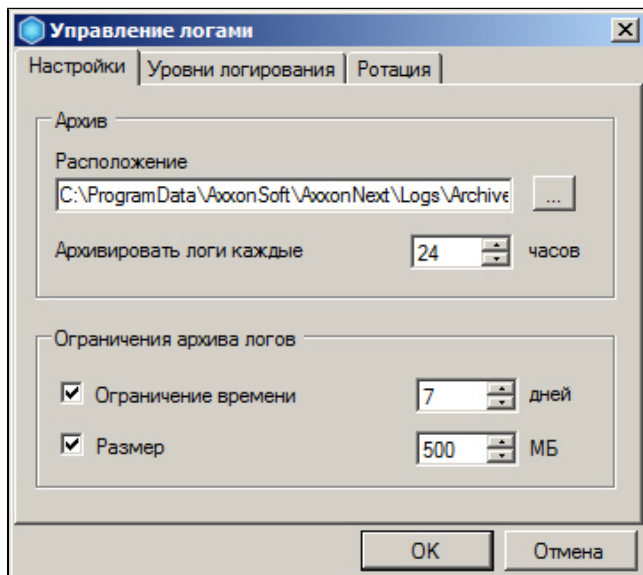 Управление логами
Настройки Уровни логирования Ротация
Архив
Расположение
C:\ProgramData\AxxonSoft\AxxonNext\Logs\Archive ...
Архивировать логи каждые 24 часов
Ограничения архива логов
Ограничение времени 7 дней
Размер 500 МБ
OK Отмена